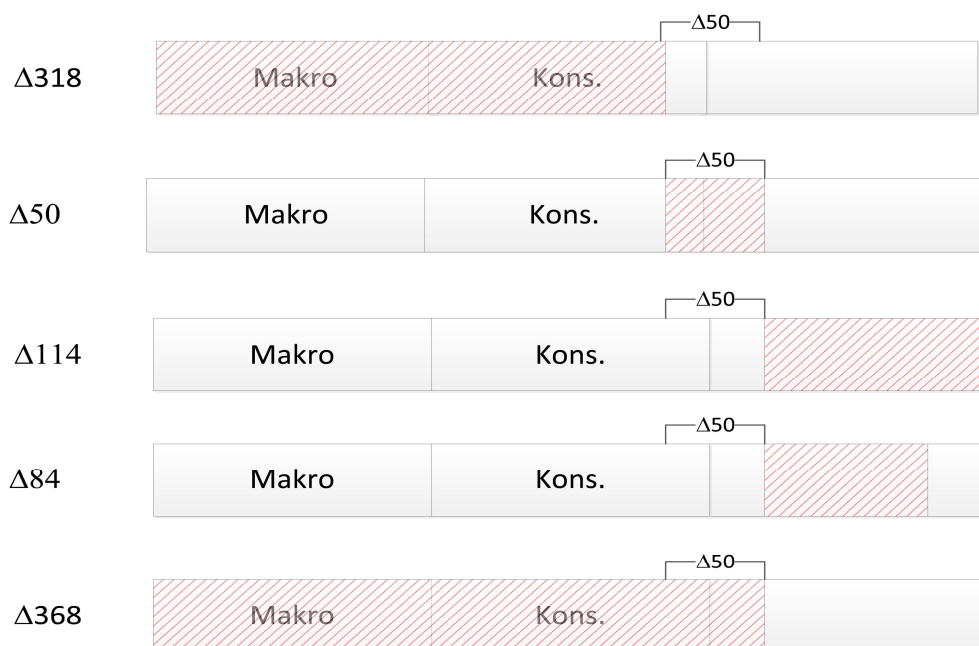 Δ50
Δ318 Makro Kons.
Δ50
Δ50 Makro Kons.
Δ50
Δ114 Makro Kons.
Δ50
Δ84 Makro Kons.
Δ50
Δ368 Makro Kons.